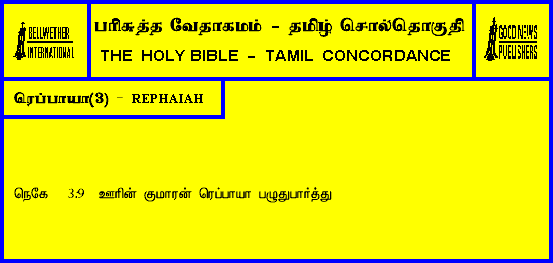 BELLWETHER
INTERNATIONAL
பரிசுத்த வேதாகமம் - தமிழ் சொல்தொகுதி
THE HOLY BIBLE - TAMIL CONCORDANCE
GOOD NEWS
PUBLISHERS
ரெப்பாயா(3) - REPHAIAH
நெகே 3.9 ஊரின் குமாரன் ரெப்பாயா பழுதுபார்த்து